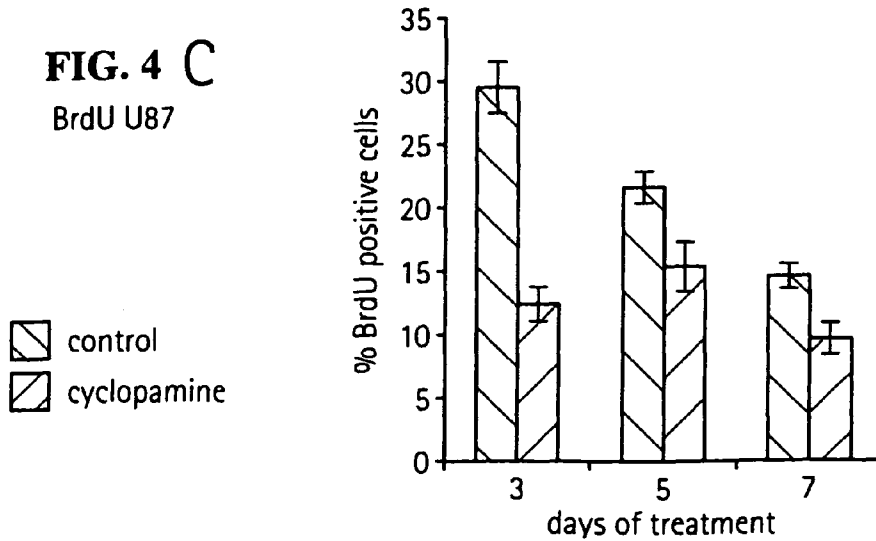 FIG. 4 C
BrdU U87
control
cyclopamine
% BrdU positive cells
35
30
25
20
15
10
5
0
3 5 7
days of treatment